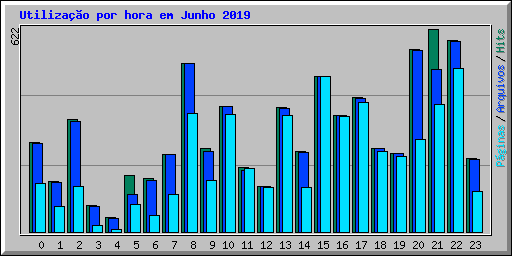 Utilização por hora em Junho 2019
622
Páginas / Arquivos / Hits
0 1 2 3 4 5 6 7 8 9 10 11 12 13 14 15 16 17 18 19 20 21 22 23